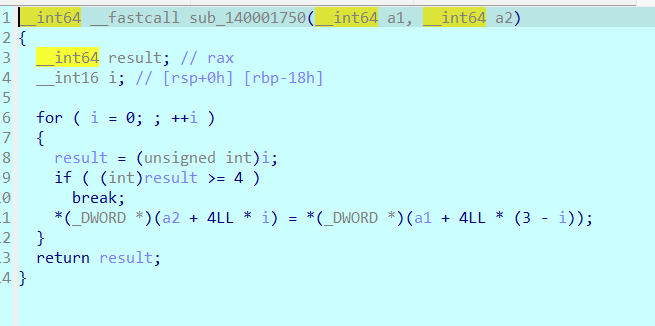 1 __int64 __fastcall sub_140001750(__int64 a1, __int64 a2)
2 {
3   __int64 result; // rax
4   __int16 i; // [rsp+0h] [rbp-18h]
5
6   for ( i = 0; ; ++i )
7   {
8     result = (unsigned int)i;
9     if ( (int)result >= 4 )
.0       break;
.1     *(_DWORD *)(a2 + 4LL * i) = *(_DWORD *)(a1 + 4LL * (3 - i));
.2   }
.3   return result;
.4 }